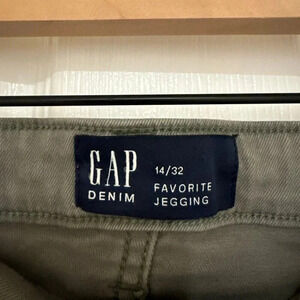 GAP
DENIM
14/32
FAVORITE
JEGGING